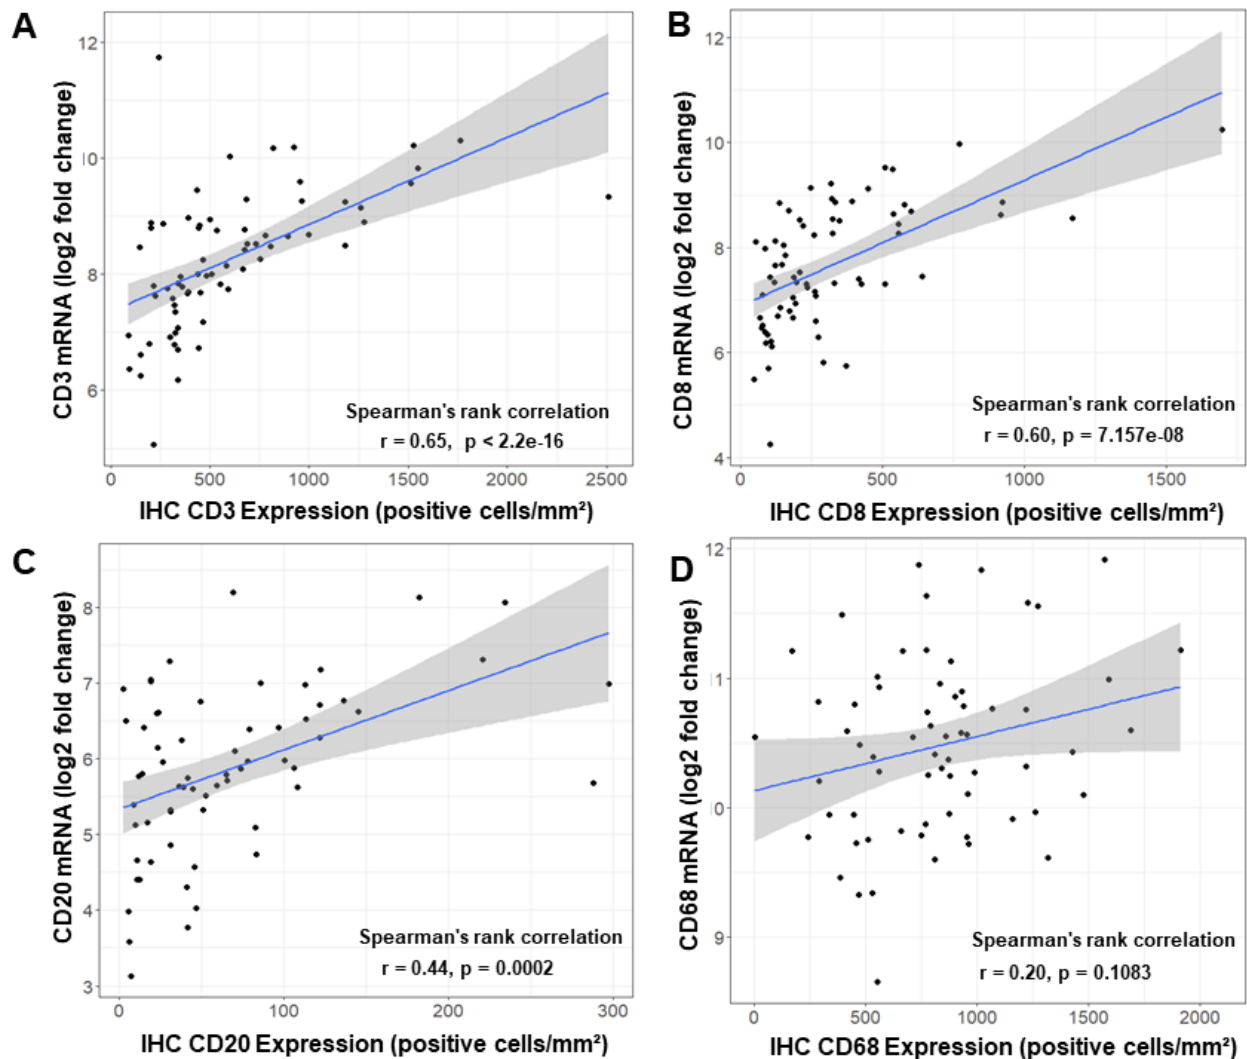 A
CD3 mRNA (log2 fold change)
12
10
8
6
Spearman's rank correlation
r = 0.65, p < 2.2e-16
0 500 1000 1500 2000 2500
IHC CD3 Expression (positive cells/mm²)
B
CD8 mRNA (log2 fold change)
12
10
8
6
4
Spearman's rank correlation
r = 0.60, p = 7.157e-08
0 500 1000 1500
IHC CD8 Expression (positive cells/mm²)
C
CD20 mRNA (log2 fold change)
8
7
6
5
4
3
Spearman's rank correlation
r = 0.44, p = 0.0002
0 100 200 300
IHC CD20 Expression (positive cells/mm²)
D
CD68 mRNA (log2 fold change)
12
11
10
9
Spearman's rank correlation
r = 0.20, p = 0.1083
0 500 1000 1500 2000
IHC CD68 Expression (positive cells/mm²)